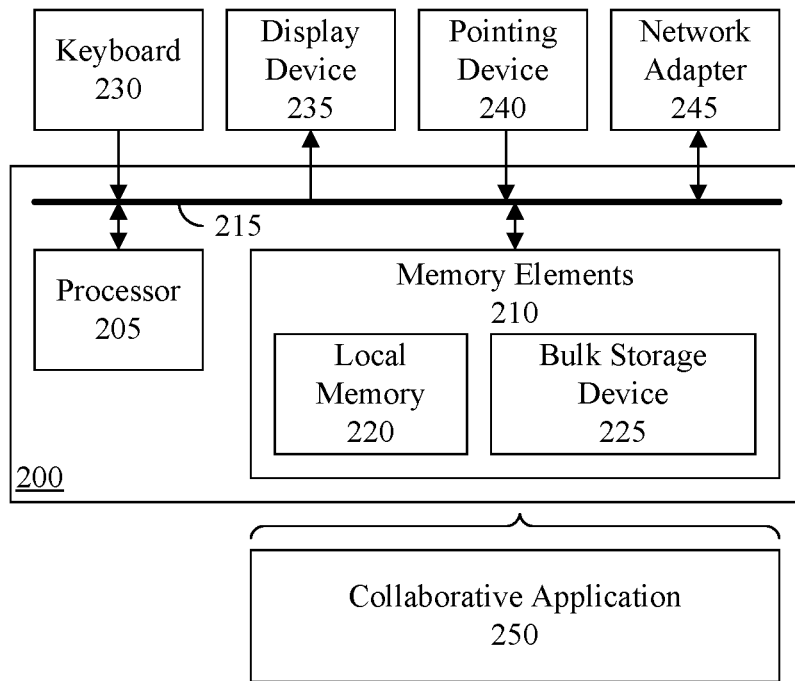 Keyboard
230
Display
Device
235
Pointing
Device
240
Network
Adapter
245
215
Processor
205
Memory Elements
210
Local
Memory
220
Bulk Storage
Device
225
200
Collaborative Application
250